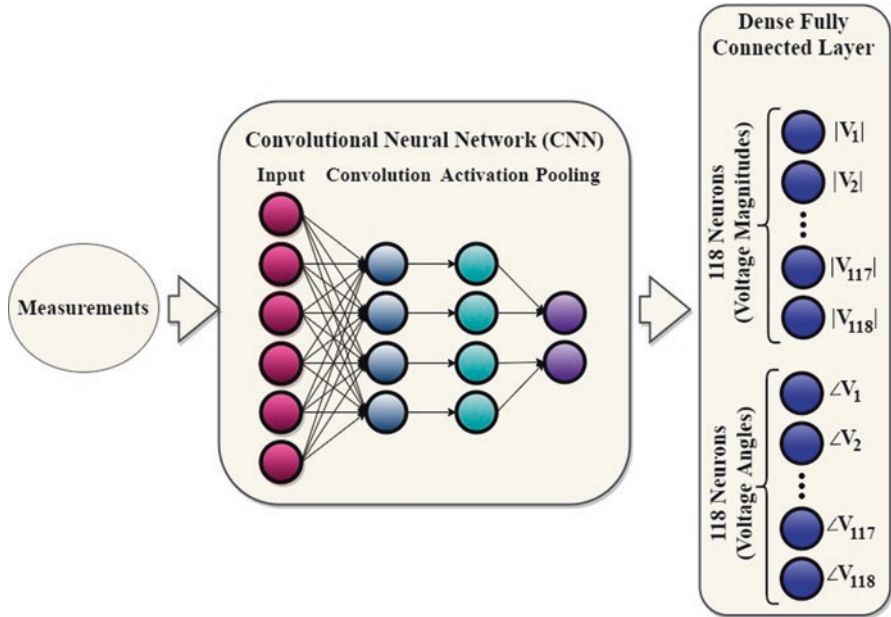 Measurements
Convolutional Neural Network (CNN)
Input Convolution Activation Pooling
Dense Fully
Connected Layer
118 Neurons
(Voltage Magnitudes)
|V1|
|V2|
|V117|
|V118|
118 Neurons
(Voltage Angles)
∠V1
∠V2
∠V117
∠V118